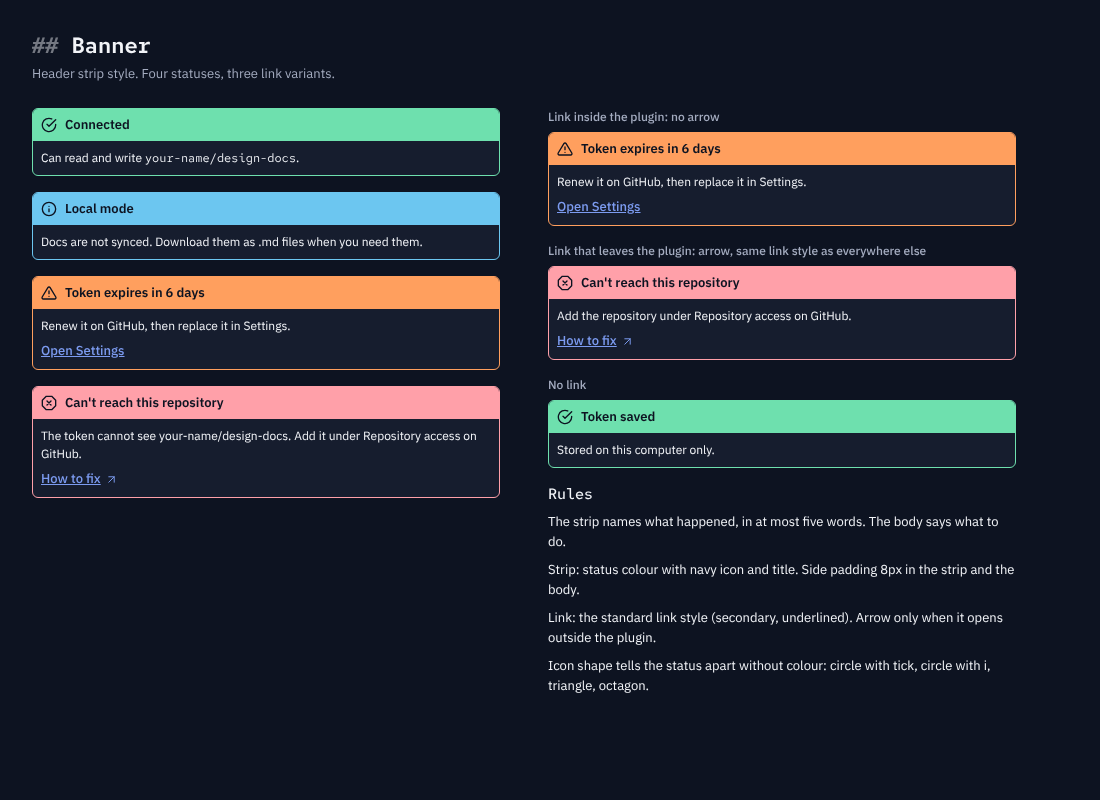 ## Banner
Header strip style. Four statuses, three link variants.
Connected
Can read and write your-name/design-docs.
Local mode
Docs are not synced. Download them as .md files when you need them.
Token expires in 6 days
Renew it on GitHub, then replace it in Settings.
Open Settings
Can't reach this repository
The token cannot see your-name/design-docs. Add it under Repository access on
GitHub.
How to fix
Link inside the plugin: no arrow
Token expires in 6 days
Renew it on GitHub, then replace it in Settings.
Open Settings
Link that leaves the plugin: arrow, same link style as everywhere else
Can't reach this repository
Add the repository under Repository access on GitHub.
How to fix
No link
Token saved
Stored on this computer only.
Rules
The strip names what happened, in at most five words. The body says what to
do.
Strip: status colour with navy icon and title. Side padding 8px in the strip and the
body.
Link: the standard link style (secondary, underlined). Arrow only when it opens
outside the plugin.
Icon shape tells the status apart without colour: circle with tick, circle with i,
triangle, octagon.